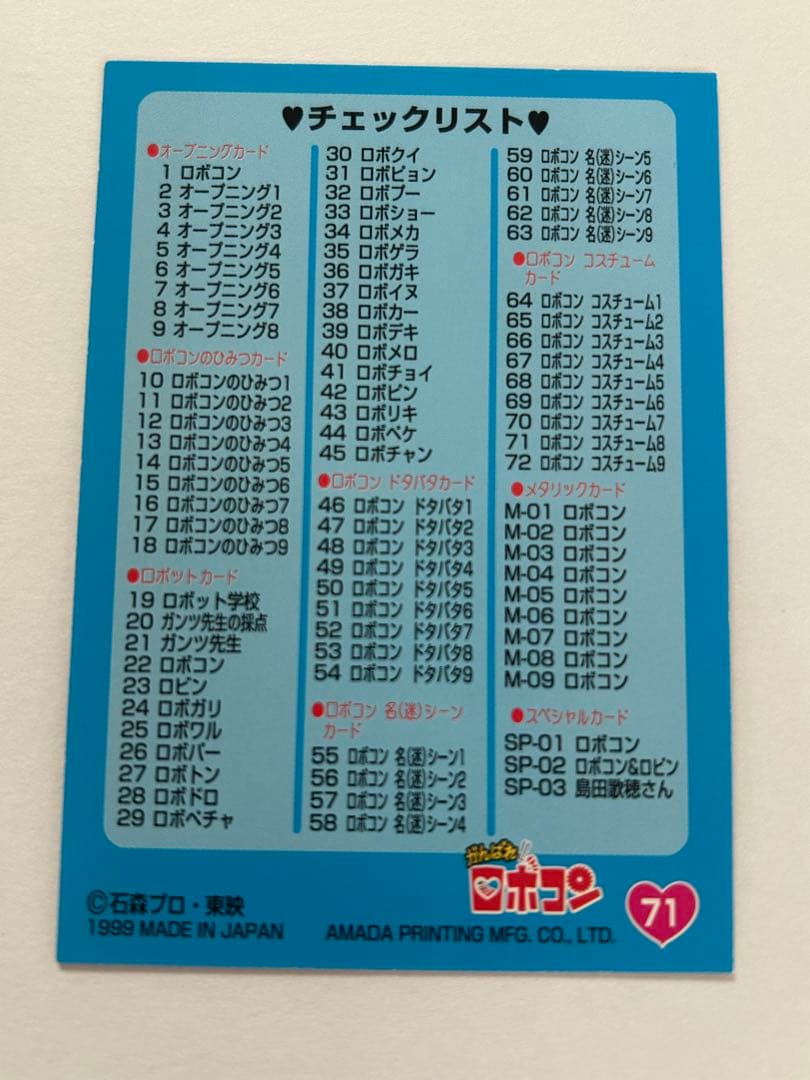 ♥チェックリスト♥
●オープニングカード
1 ロボコン
2 オープニング1
3 オープニング2
4 オープニング3
5 オープニング4
6 オープニング5
7 オープニング6
8 オープニング7
9 オープニング8
●ロボコンのひみつカード
10 ロボコンのひみつ1
11 ロボコンのひみつ2
12 ロボコンのひみつ3
13 ロボコンのひみつ4
14 ロボコンのひみつ5
15 ロボコンのひみつ6
16 ロボコンのひみつ7
17 ロボコンのひみつ8
18 ロボコンのひみつ9
●ロボットカード
19 ロボット学校
20 ガンツ先生の採点
21 ガンツ先生
22 ロボコン
23 ロビン
24 ロボガリ
25 ロボワル
26 ロボパー
27 ロボトン
28 ロボドロ
29 ロボペチャ
30 ロボクイ
31 ロボピョン
32 ロボプー
33 ロボショー
34 ロボメカ
35 ロボゲラ
36 ロボガキ
37 ロボイヌ
38 ロボカー
39 ロボデキ
40 ロボメロ
41 ロボチョイ
42 ロボピン
43 ロボリキ
44 ロボペケ
45 ロボチャン
●ロボコン ドタバタカード
46 ロボコン ドタバタ1
47 ロボコン ドタバタ2
48 ロボコン ドタバタ3
49 ロボコン ドタバタ4
50 ロボコン ドタバタ5
51 ロボコン ドタバタ6
52 ロボコン ドタバタ7
53 ロボコン ドタバタ8
54 ロボコン ドタバタ9
●ロボコン 名(迷)シーン
カード
55 ロボコン 名(迷)シーン1
56 ロボコン 名(迷)シーン2
57 ロボコン 名(迷)シーン3
58 ロボコン 名(迷)シーン4
59 ロボコン 名(迷)シーン5
60 ロボコン 名(迷)シーン6
61 ロボコン 名(迷)シーン7
62 ロボコン 名(迷)シーン8
63 ロボコン 名(迷)シーン9
●ロボコン コスチューム
カード
64 ロボコン コスチューム1
65 ロボコン コスチューム2
66 ロボコン コスチューム3
67 ロボコン コスチューム4
68 ロボコン コスチューム5
69 ロボコン コスチューム6
70 ロボコン コスチューム7
71 ロボコン コスチューム8
72 ロボコン コスチューム9
●メタリックカード
M-01 ロボコン
M-02 ロボコン
M-03 ロボコン
M-04 ロボコン
M-05 ロボコン
M-06 ロボコン
M-07 ロボコン
M-08 ロボコン
M-09 ロボコン
●スペシャルカード
SP-01 ロボコン
SP-02 ロボコン&ロビン
SP-03 島田歌穂さん
がんばれ!!
ロボコン
71
©石森プロ・東映
1999 MADE IN JAPAN AMADA PRINTING MFG. CO., LTD.